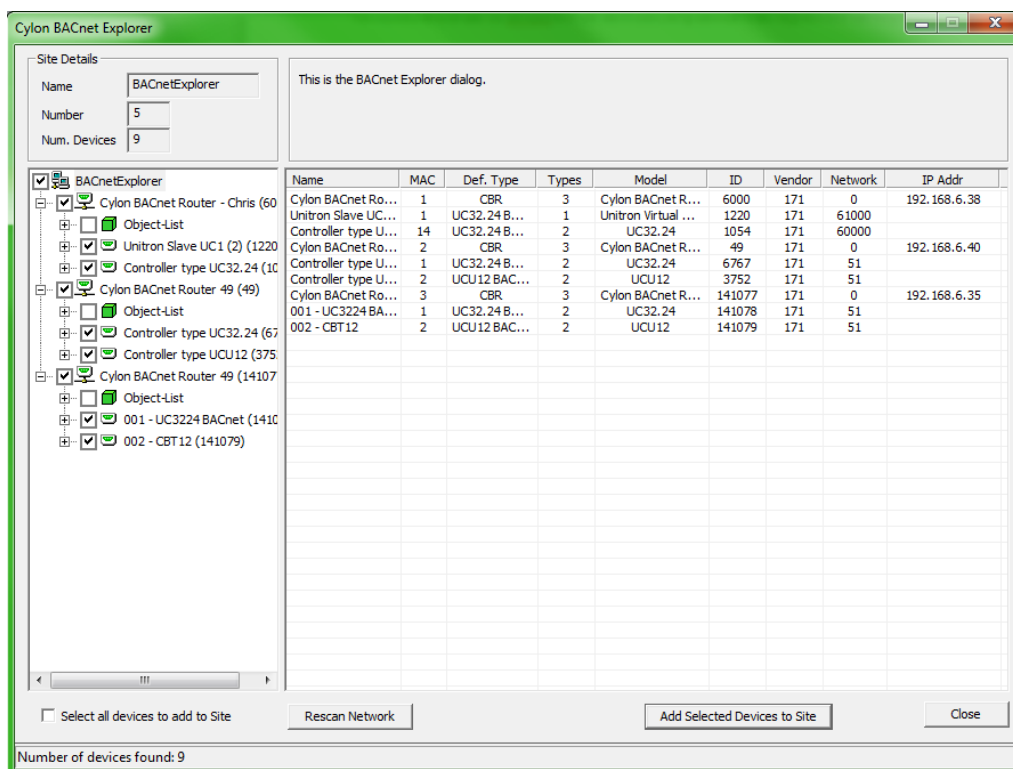 Cylon BACnet Explorer
Site Details
Name BACnetExplorer
Number 5
Num. Devices 9
This is the BACnet Explorer dialog.
BACnetExplorer
Cylon BACnet Router - Chris (60
Object-List
Unitron Slave UC1 (2) (1220
Controller type UC32.24 (10
Cylon BACnet Router 49 (49)
Object-List
Controller type UC32.24 (67
Controller type UCU12 (375
Cylon BACnet Router 49 (14107
Object-List
001 - UC3224 BACnet (1410
002 - CBT12 (141079)
Name MAC Def. Type Types Model ID Vendor Network IP Addr
Cylon BACnet Ro... 1 CBR 3 Cylon BACnet R... 6000 171 0 192.168.6.38
Unitron Slave UC... 1 UC32.24 B... 1 Unitron Virtual ... 1220 171 61000
Controller type U... 14 UC32.24 B... 2 UC32.24 1054 171 60000
Cylon BACnet Ro... 2 CBR 3 Cylon BACnet R... 49 171 0 192.168.6.40
Controller type U... 1 UC32.24 B... 2 UC32.24 6767 171 51
Controller type U... 2 UCU12 BAC... 2 UCU12 3752 171 51
Cylon BACnet Ro... 3 CBR 3 Cylon BACnet R... 141077 171 0 192.168.6.35
001 - UC3224 BA... 1 UC32.24 B... 2 UC32.24 141078 171 51
002 - CBT12 2 UCU12 BAC... 2 UCU12 141079 171 51
Select all devices to add to Site
Rescan Network
Add Selected Devices to Site
Close
Number of devices found: 9